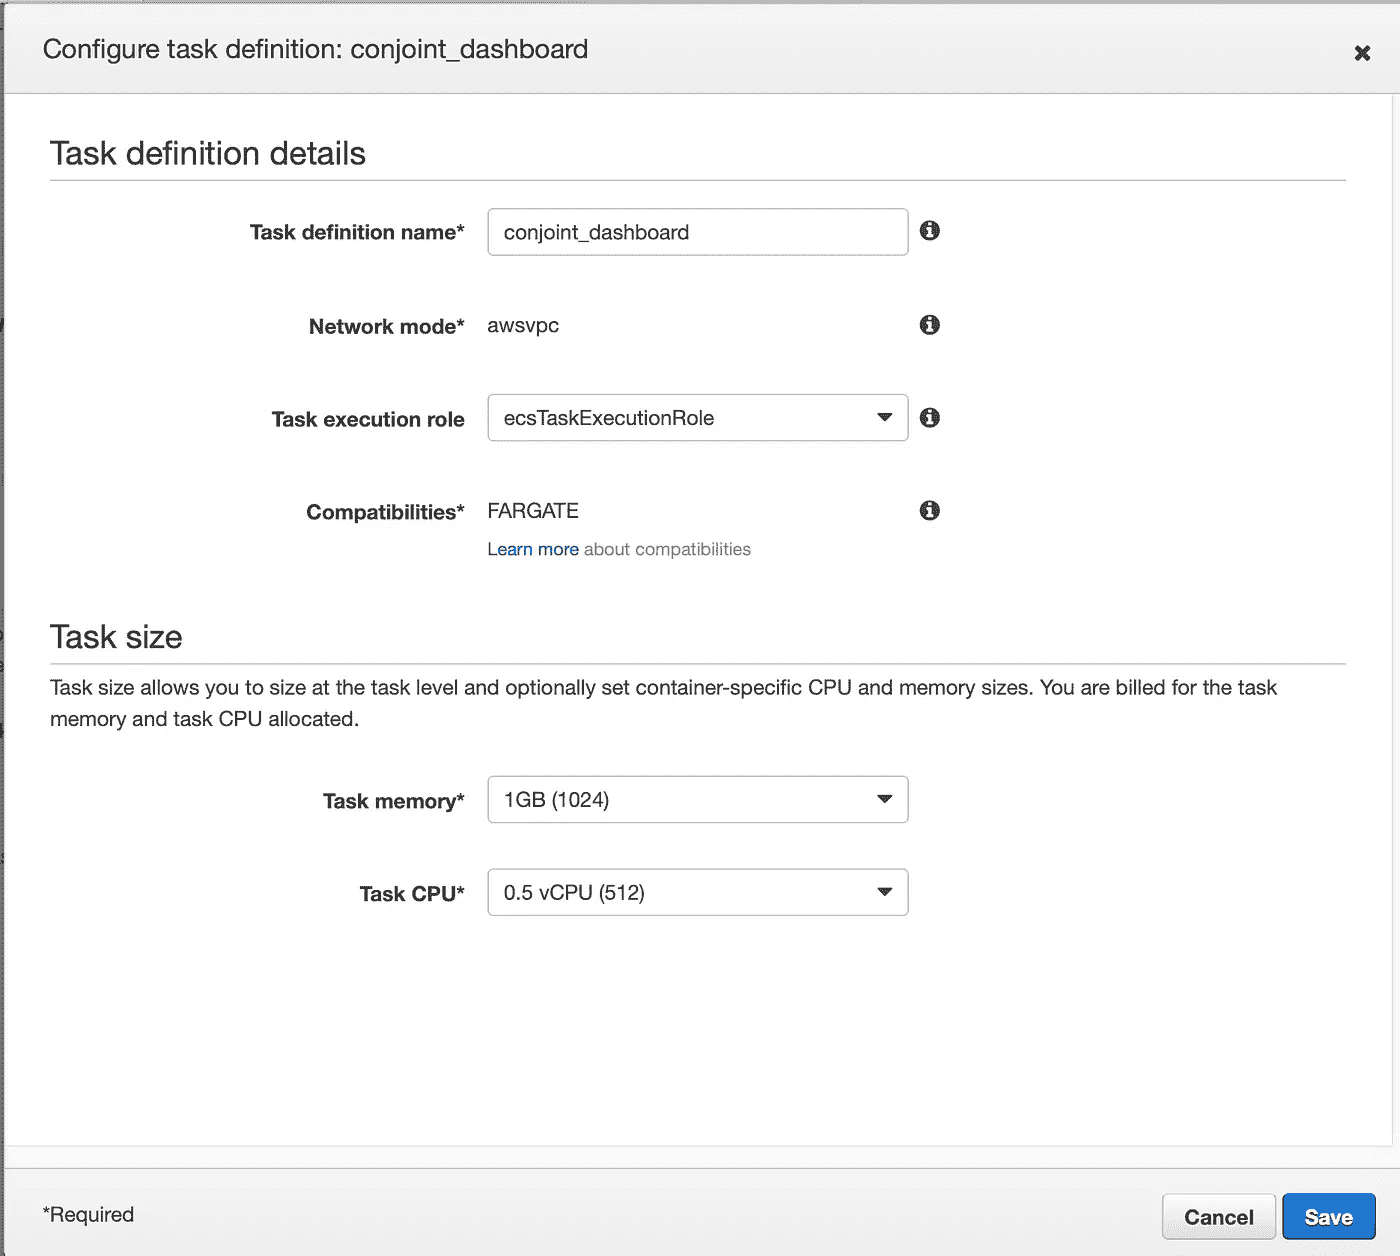 Configure task definition: conjoint_dashboard
Task definition details
Task definition name* conjoint_dashboard
Network mode* awsvpc
Task execution role ecsTaskExecutionRole
Compatibilities* FARGATE
Learn more about compatibilities
Task size
Task size allows you to size at the task level and optionally set container-specific CPU and memory sizes. You are billed for the task
memory and task CPU allocated.
Task memory* 1GB (1024)
Task CPU* 0.5 vCPU (512)
*Required
Cancel Save